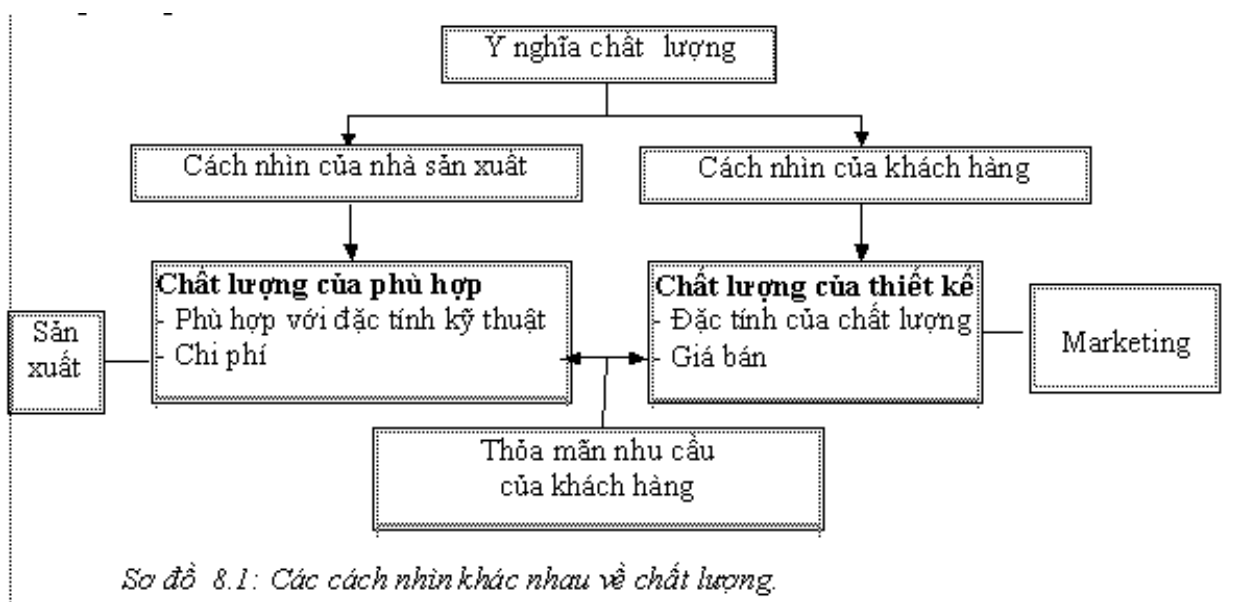 Ý nghĩa chất lượng
Cách nhìn của nhà sản xuất
Cách nhìn của khách hàng
Chất lượng của phù hợp
- Phù hợp với đặc tính kỹ thuật
- Chi phí
Chất lượng của thiết kế
- Đặc tính của chất lượng
- Giá bán
Sản
xuất
Marketing
Thỏa mãn nhu cầu
của khách hàng
Sơ đồ 8.1: Các cách nhìn khác nhau về chất lượng.